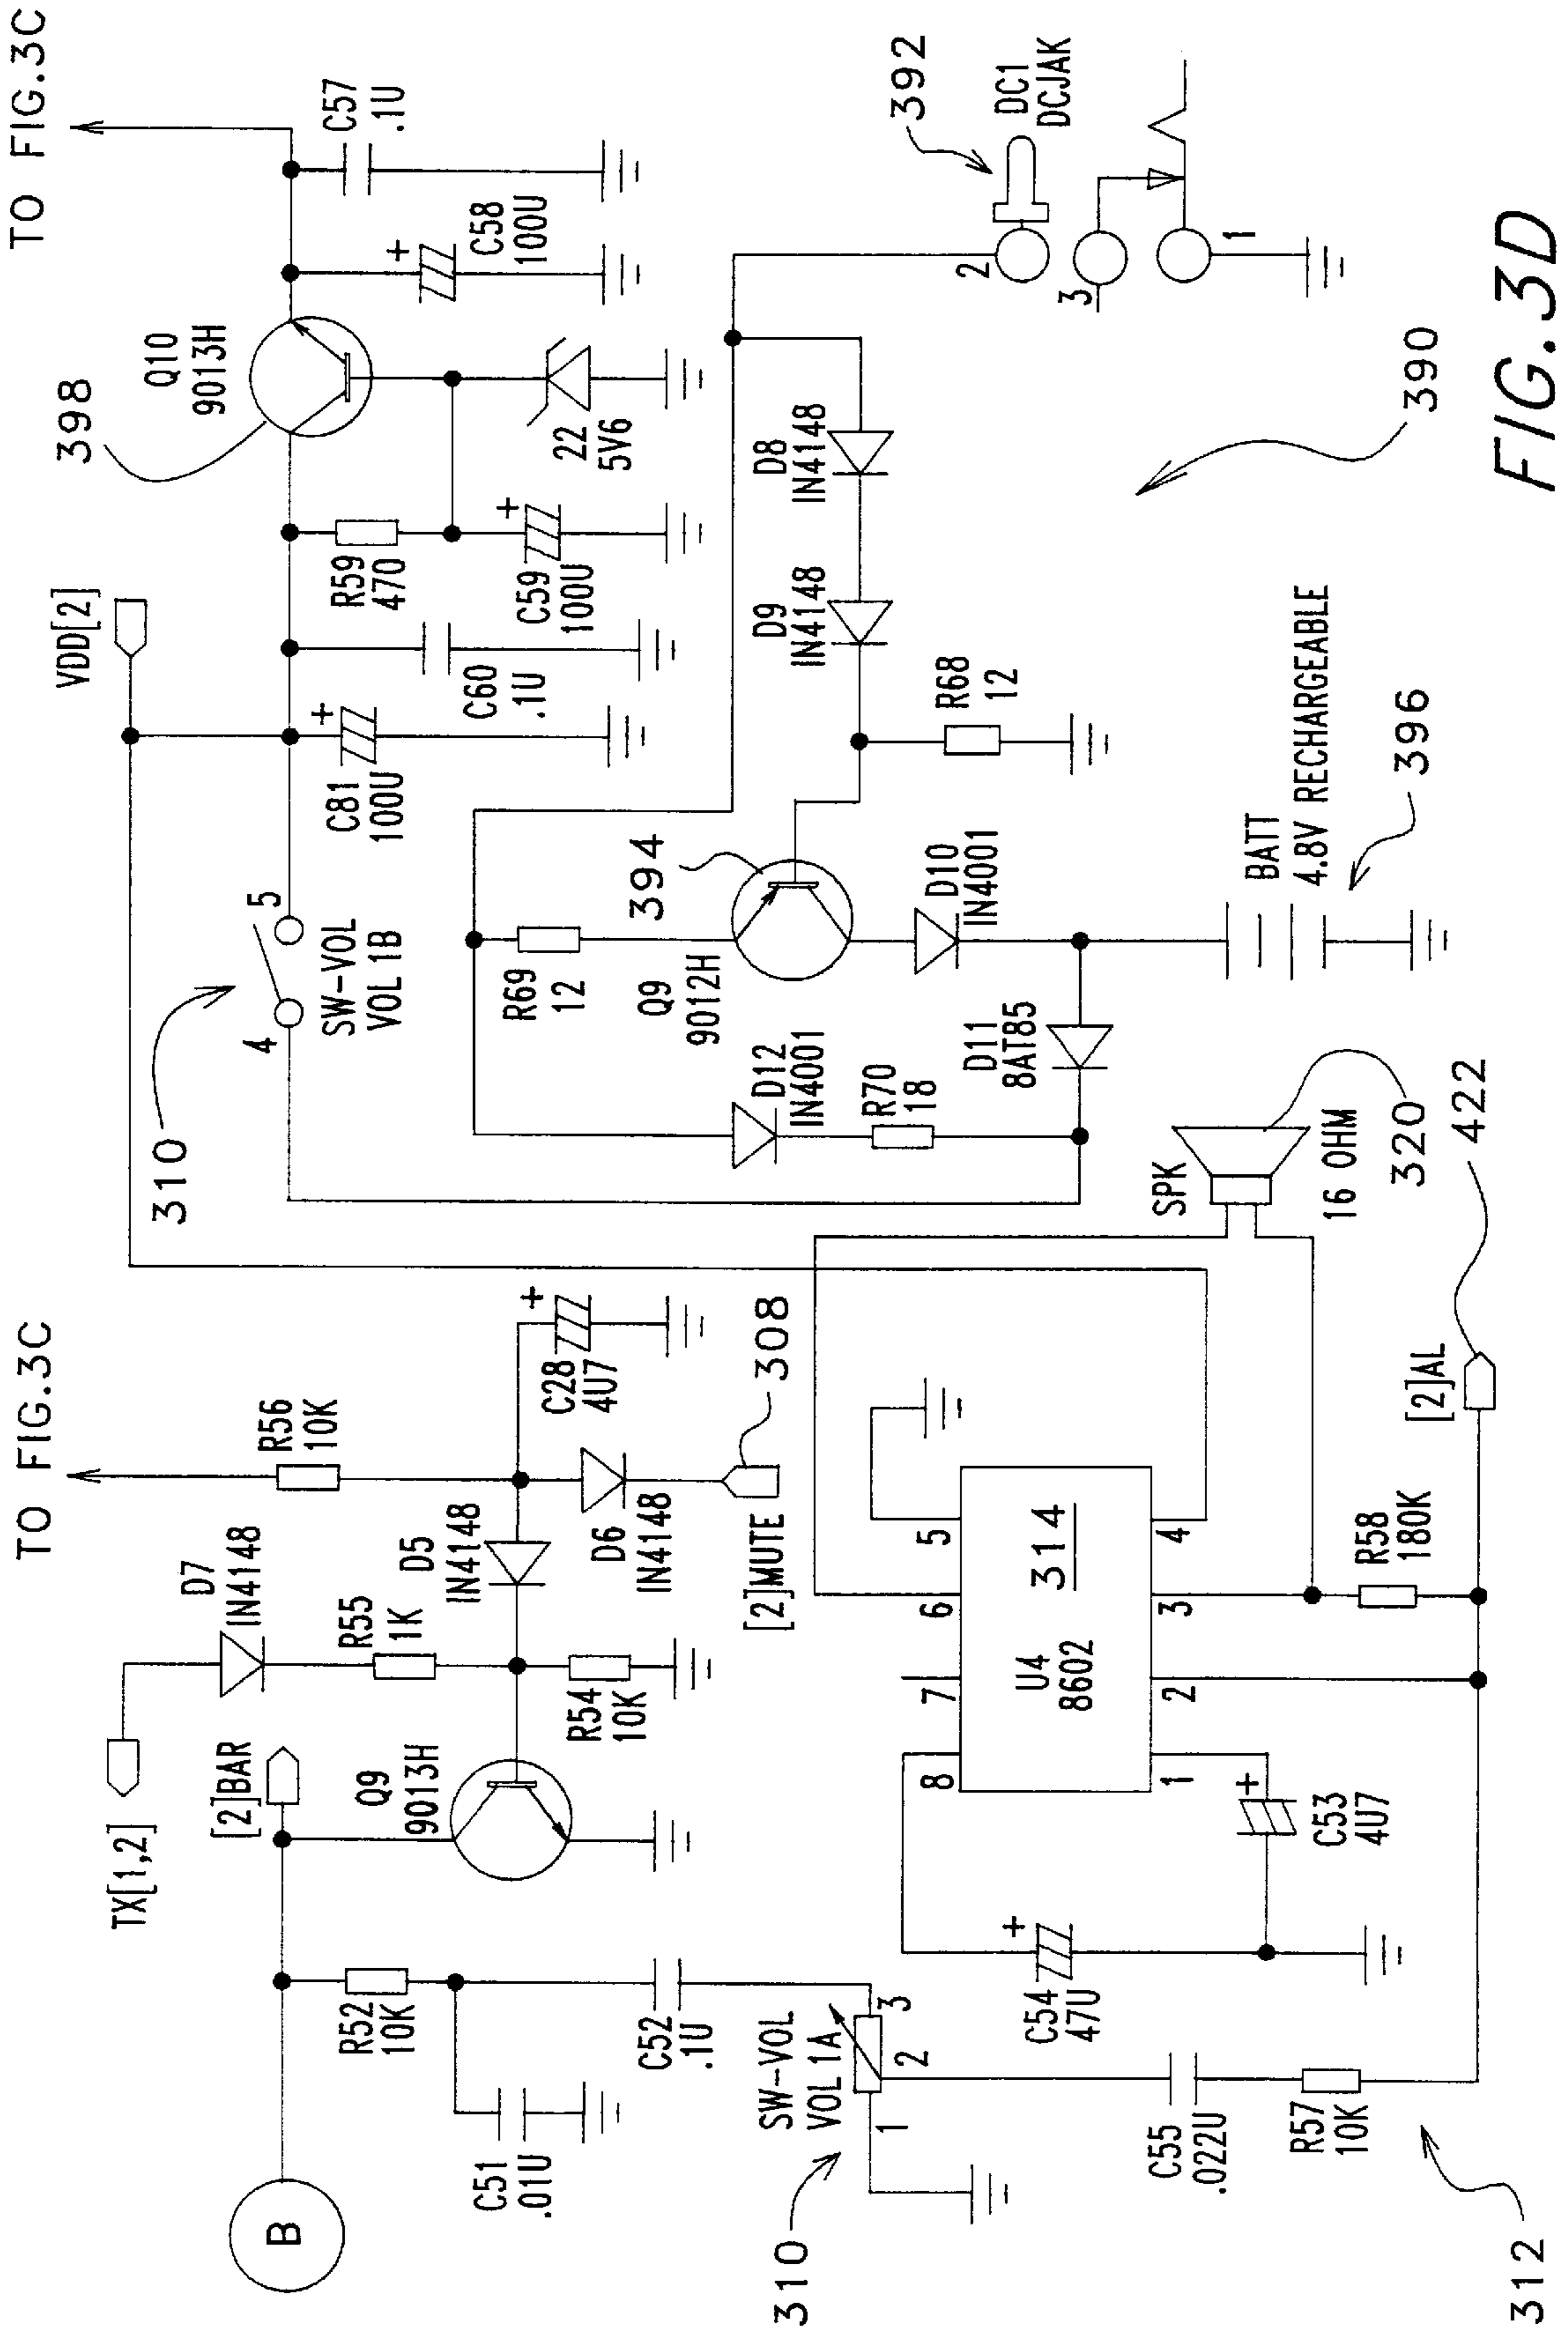 TO FIG.3C
TO FIG.3C
B
TX[1,2]
[2]BAR
D7
IN4148
R55
1K
R56
10K
D5
IN4148
D6
IN4148
[2]MUTE
308
C28
4U7
+
R54
10K
Q9
9013H
R52
10K
C51
.01U
C52
.1U
SW-VOL
VOL1A
1
2
3
310
C55
.022U
R57
10K
312
C54
47U
+
C53
4U7
+
U4
8602
314
8
7
6
5
1
2
3
4
R58
180K
[2]AL
422
SPK
16 OHM
320
VDD[2]
310
4
5
SW-VOL
VOL1B
C81
100U
+
C60
.1U
R59
470
C59
100U
+
22
5V6
398
Q10
9013H
C58
100U
+
C57
.1U
R69
12
Q9
9012H
394
D12
IN4001
R70
18
D10
IN4001
D11
8AT85
D9
IN4148
D8
IN4148
R68
12
BATT
4.8V RECHARGEABLE
396
392
DC1
DCJAK
2
3
1
390
FIG.3D